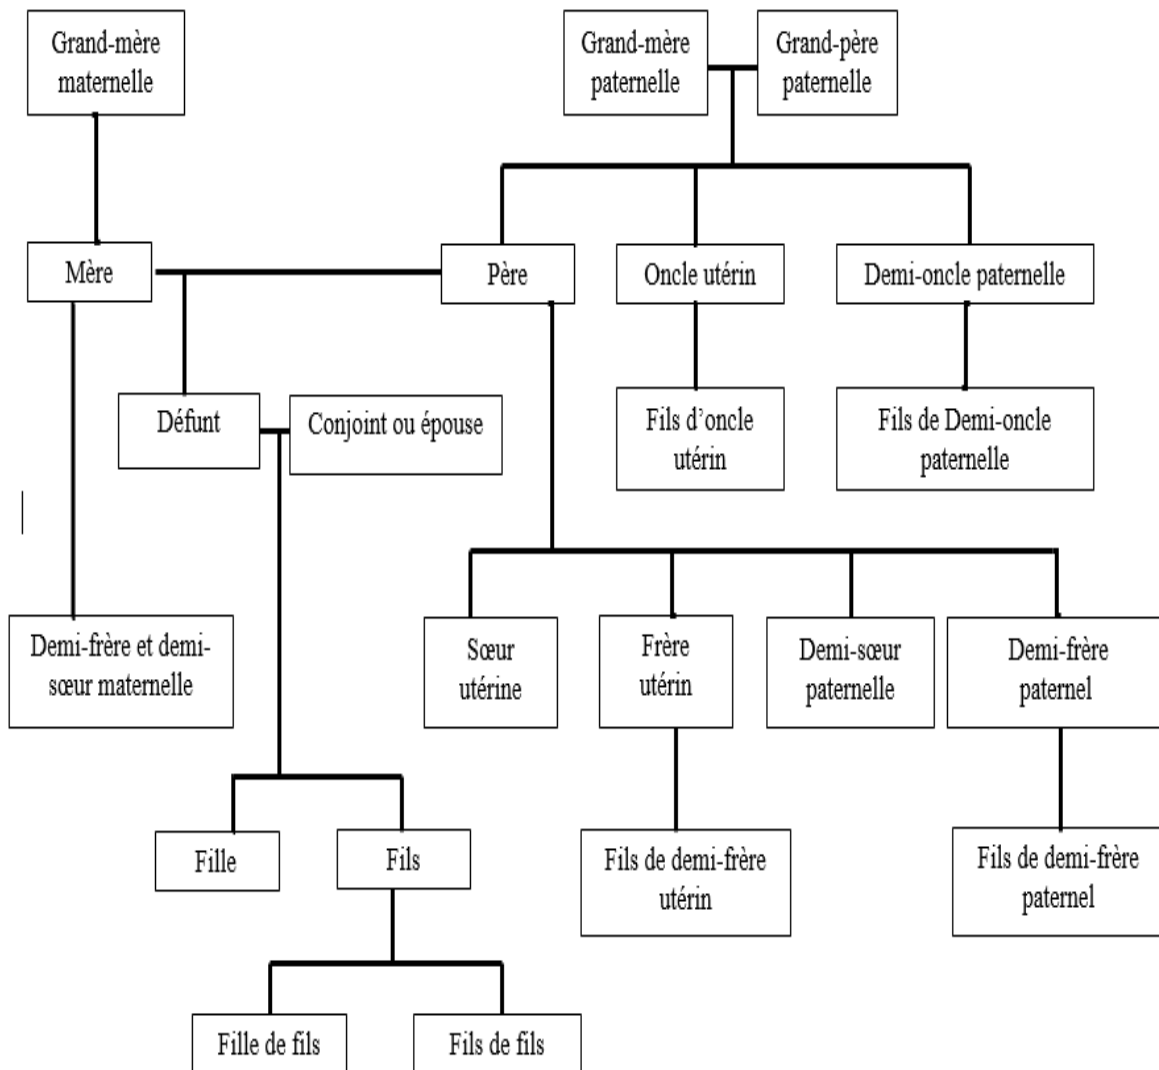 Grand-mère
maternelle
Grand-mère
paternelle
Grand-père
paternelle
Mère
Père
Oncle utérin
Demi-oncle paternelle
Défunt
Conjoint ou épouse
Fils d’oncle
utérin
Fils de Demi-oncle
paternelle
Demi-frère et demi-
sœur maternelle
Sœur
utérine
Frère
utérin
Demi-sœur
paternelle
Demi-frère
paternel
Fille
Fils
Fils de demi-frère
utérin
Fils de demi-frère
paternel
Fille de fils
Fils de fils